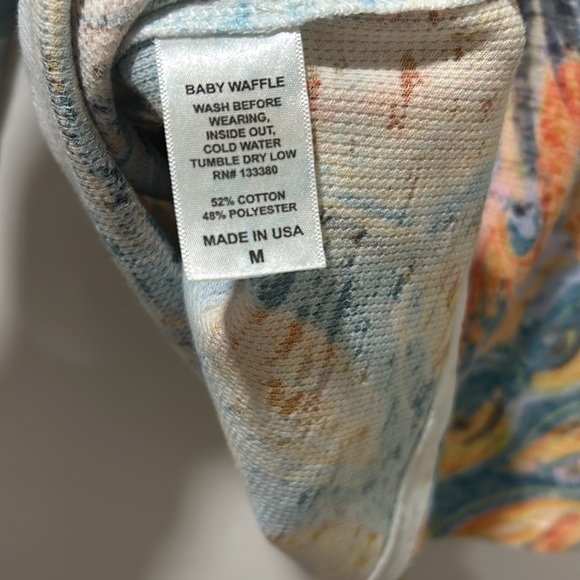 BABY WAFFLE
WASH BEFORE
WEARING,
INSIDE OUT,
COLD WATER
TUMBLE DRY LOW
RN# 133380
52% COTTON
48% POLYESTER
MADE IN USA
M